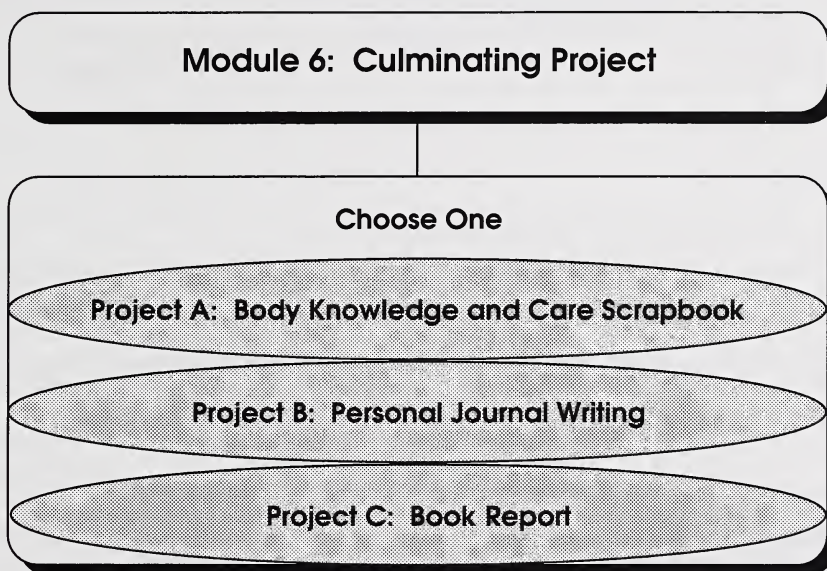 Module 6: Culminating Project
Choose One
Project A: Body Knowledge and Care Scrapbook
Project B: Personal Journal Writing
Project C: Book Report